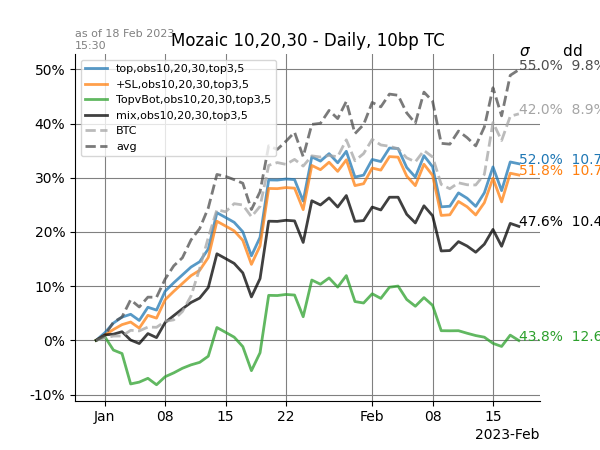 as of 18 Feb 2023
15:30
Mozaic 10,20,30 - Daily, 10bp TC
σ dd
top,obs10,20,30,top3,5
+SL,obs10,20,30,top3,5
TopvBot,obs10,20,30,top3,5
mix,obs10,20,30,top3,5
BTC
avg
50%
40%
30%
20%
10%
0%
-10%
55.0% 9.8%
42.0% 8.9%
52.0% 10.7
51.8% 10.7
47.6% 10.4
43.8% 12.6
Jan 08 15 22 Feb 08 15
2023-Feb